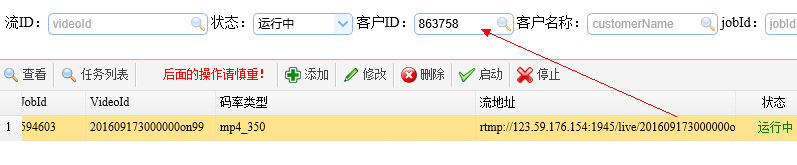 流ID： videoId 状态： 运行中 客户ID： 863758 客户名称： customerName jobId： jobId
查看 任务列表 后面的操作请慎重！ 添加 修改 删除 启动 停止
JobId VideoId 码率类型 流地址 状态
1 594603 201609173000000on99 mp4_350 rtmp://123.59.176.154:1945/live/201609173000000o 运行中